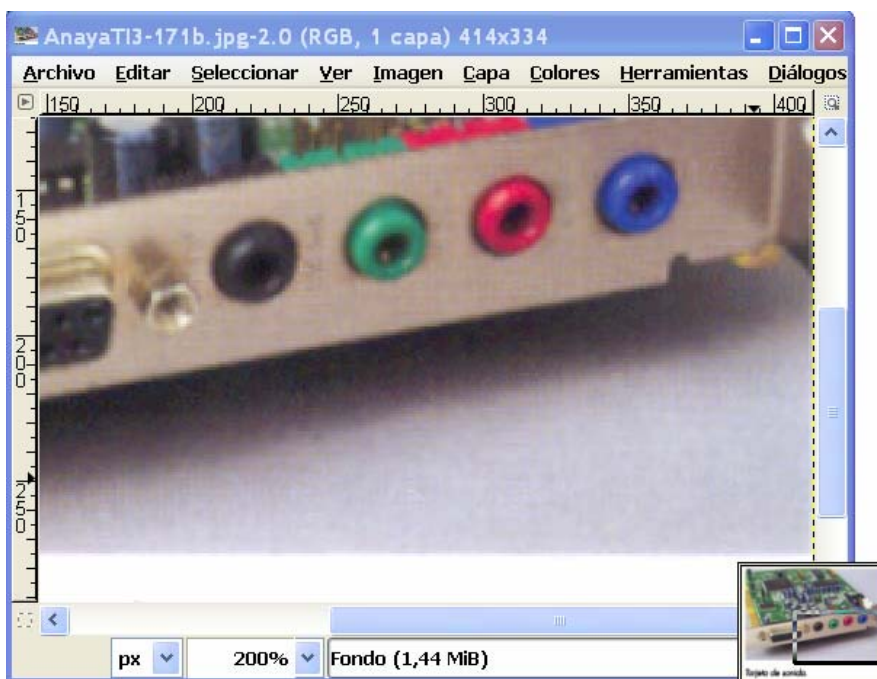 AnayaTI3-171b.jpg-2.0 (RGB, 1 capa) 414x334
Archivo Editar Seleccionar Ver Imagen Capa Colores Herramientas Diálogos
150 200 250 300 350 400
150
200
250
px 200% Fondo (1,44 MiB)
Tarjeta de sonido.